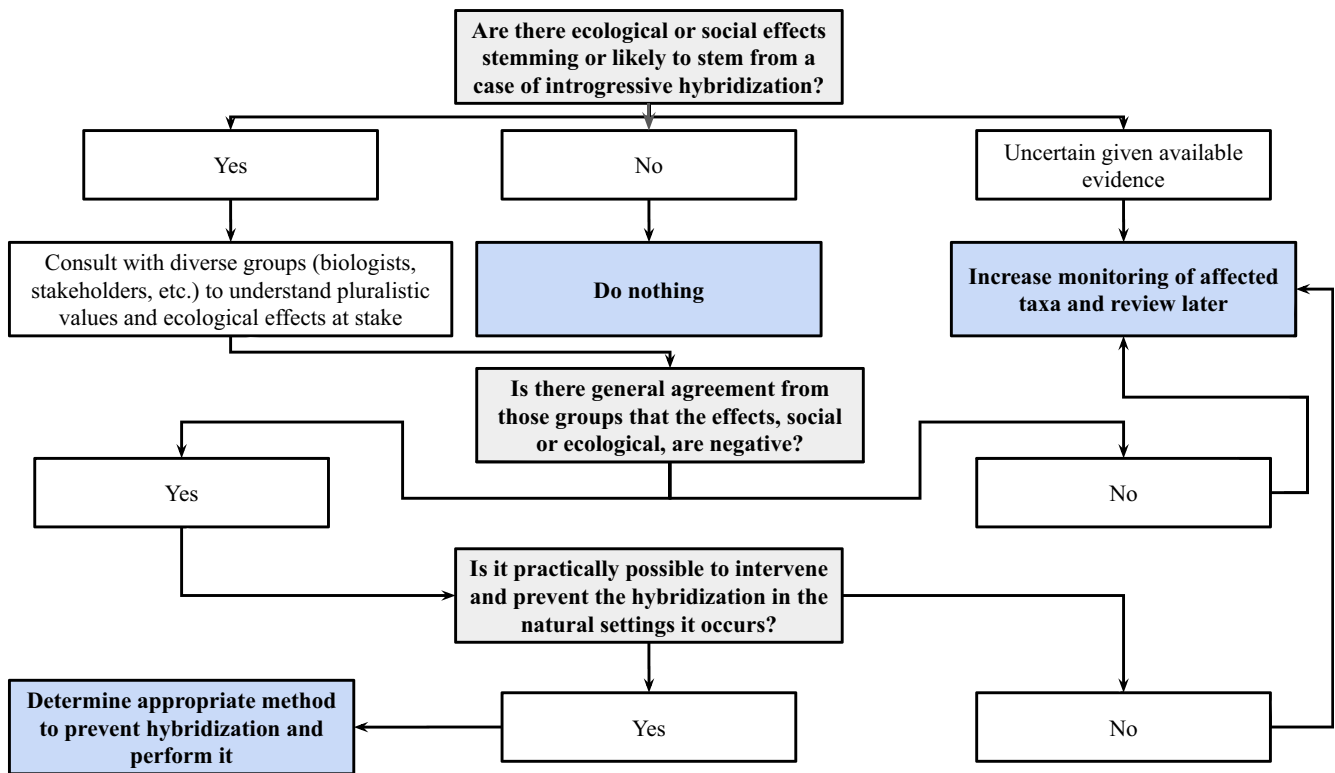 Are there ecological or social effects
stemming or likely to stem from a
case of introgressive hybridization?
Yes
No
Uncertain given available
evidence
Consult with diverse groups (biologists,
stakeholders, etc.) to understand pluralistic
values and ecological effects at stake
Do nothing
Increase monitoring of affected
taxa and review later
Is there general agreement from
those groups that the effects, social
or ecological, are negative?
Yes
No
Is it practically possible to intervene
and prevent the hybridization in the
natural settings it occurs?
Determine appropriate method
to prevent hybridization and
perform it
Yes
No